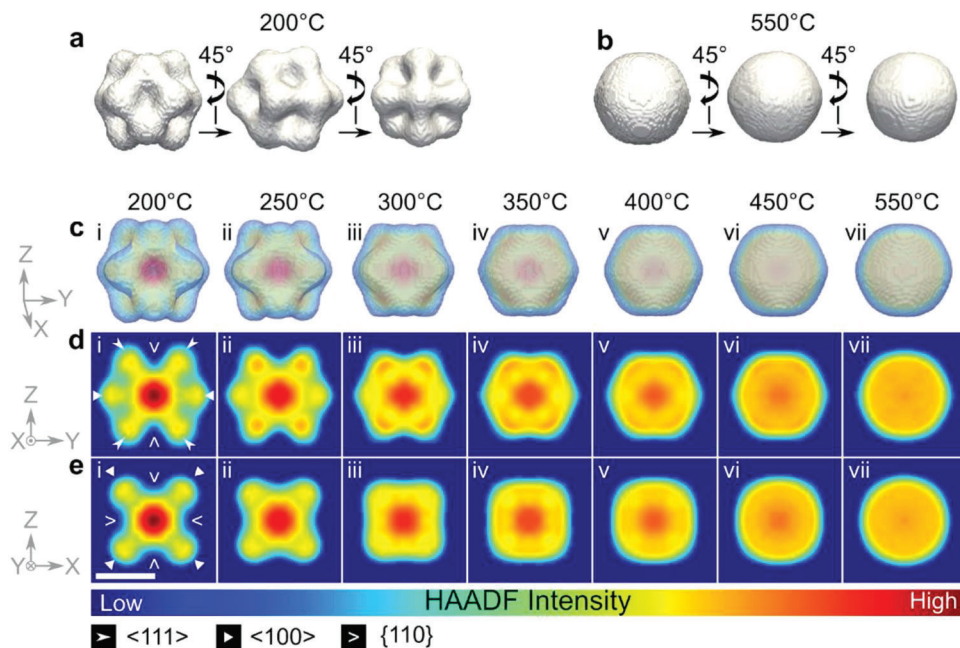 200°C
550°C
a
45°
45°
b
45°
45°
200°C
250°C
300°C
350°C
400°C
450°C
550°C
c
i
ii
iii
iv
v
vi
vii
Z
Y
X
d
i
ii
iii
iv
v
vi
vii
Z
X
Y
e
i
ii
iii
iv
v
vi
vii
Z
Y
X
Low
HAADF Intensity
High
<111>
<100>
{110}